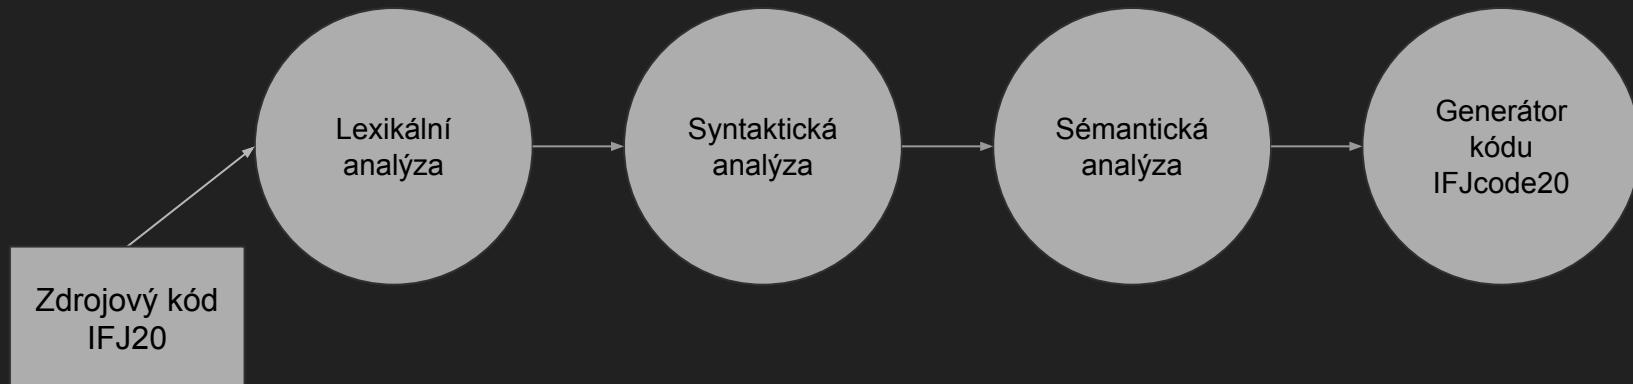 Lexikální
analýza
Syntaktická
analýza
Sémantická
analýza
Generátor
kódu
IFJcode20
Zdrojový kód
IFJ20